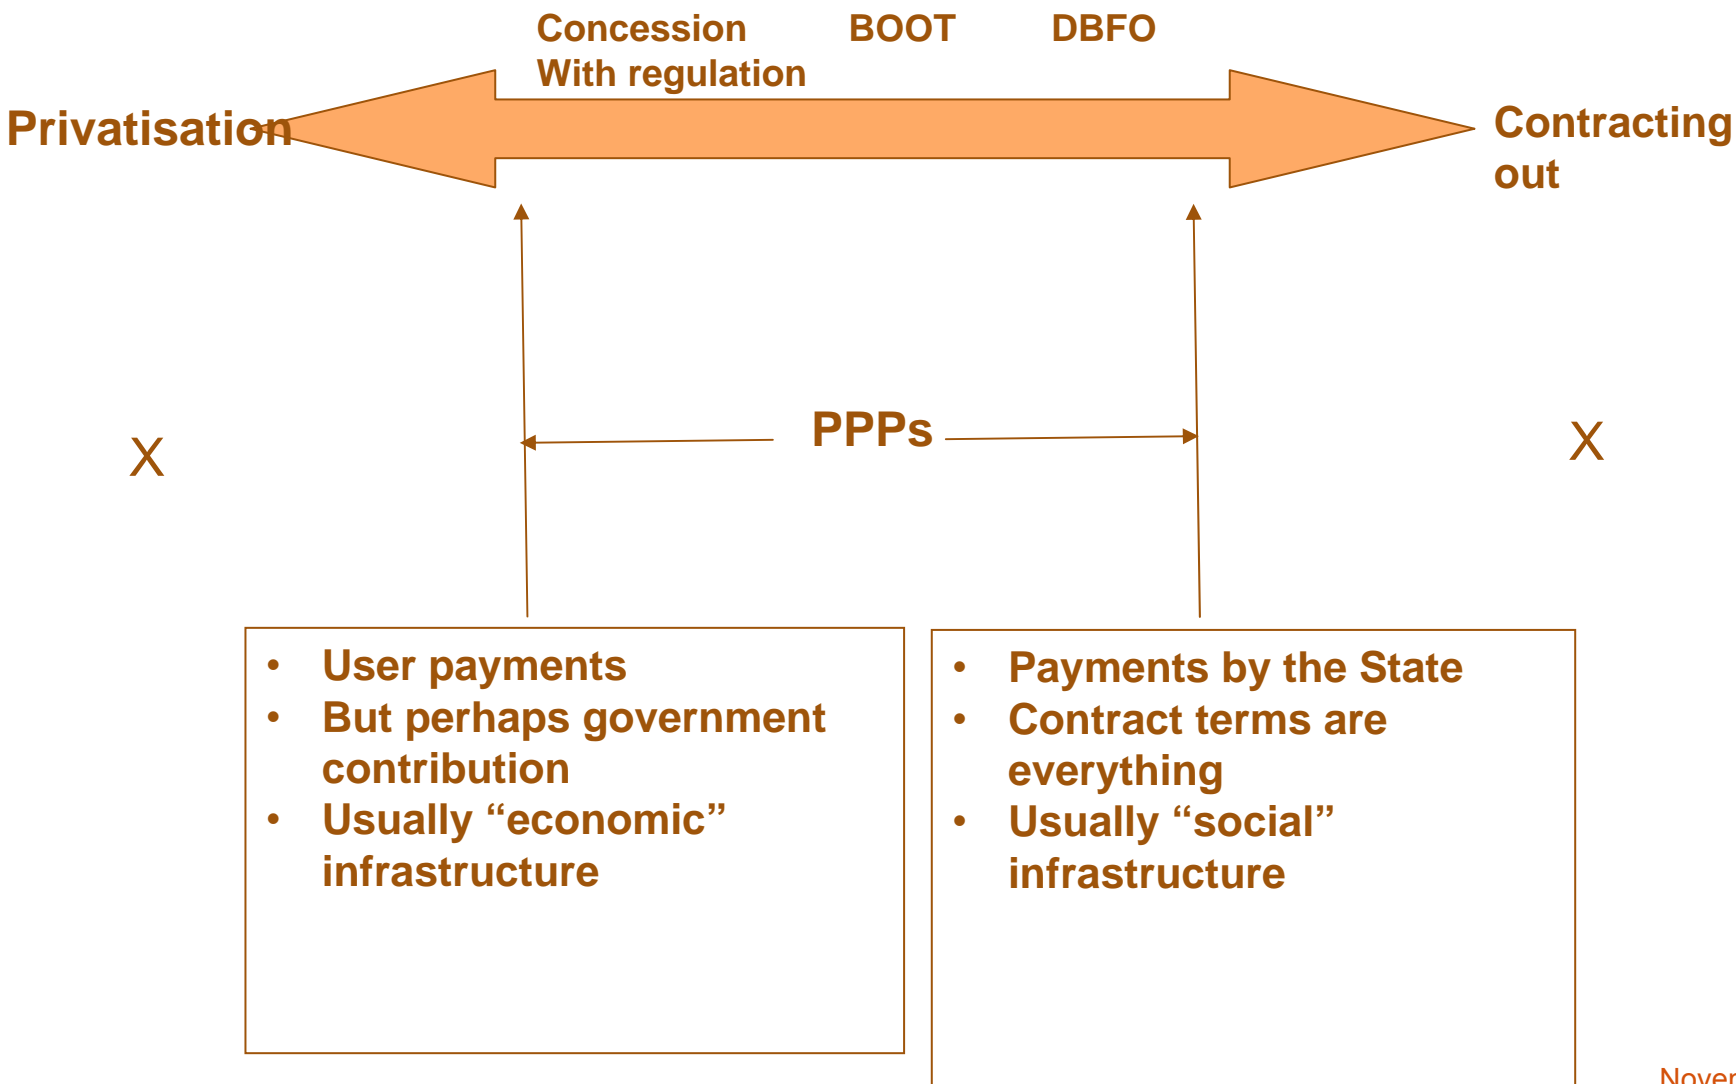 Concession BOOT DBFO
With regulation
Privatisation
Contracting
out
PPPs
X
X
• User payments
• But perhaps government
contribution
• Usually “economic”
infrastructure
• Payments by the State
• Contract terms are
everything
• Usually “social”
infrastructure